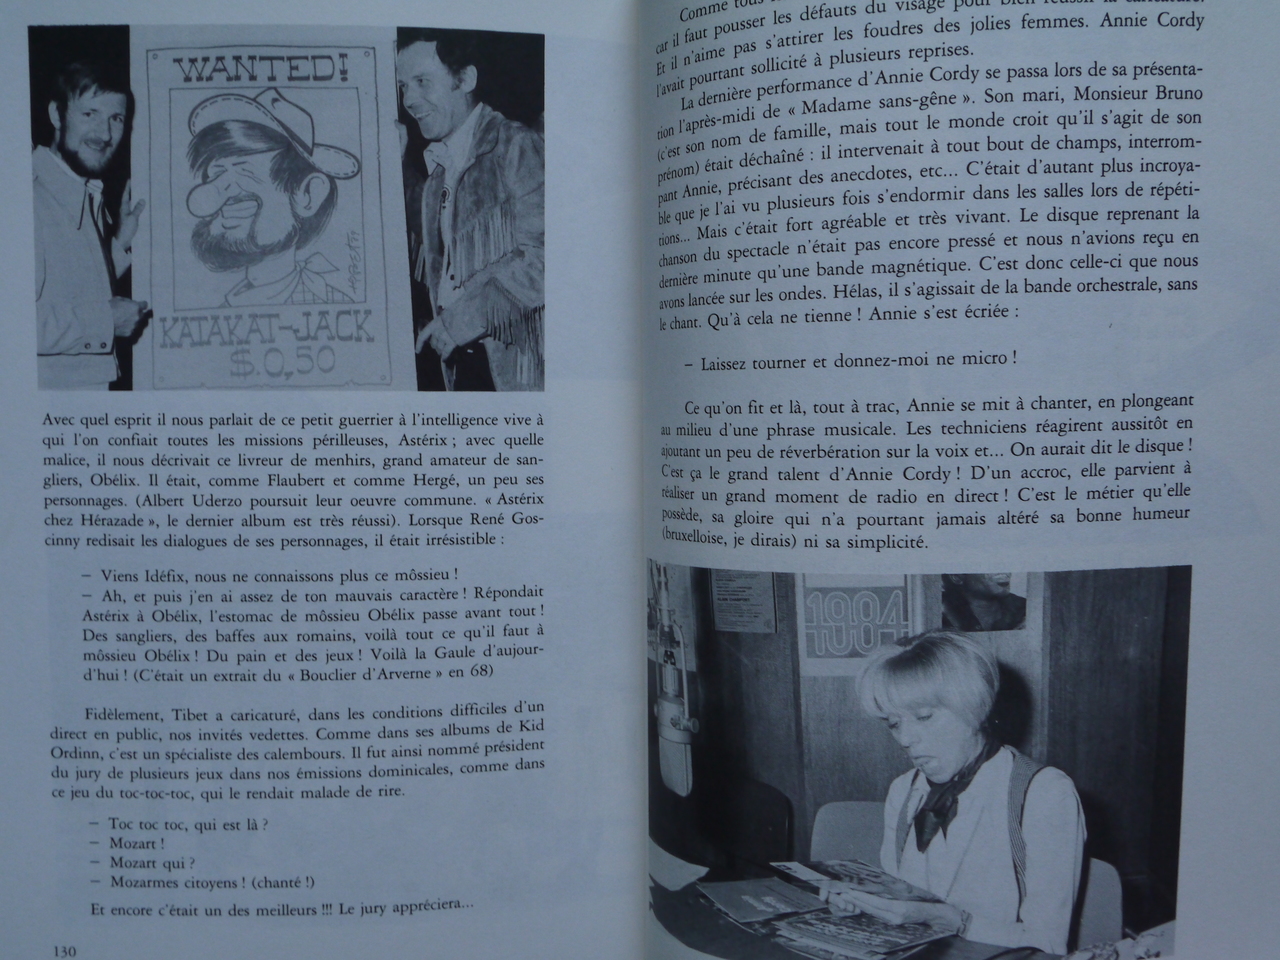 WANTED!
TIBET
KATAKAT-JACK
$.0,50
Avec quel esprit il nous parlait de ce petit guerrier à l'intelligence vive à
qui l'on confiait toutes les missions périlleuses, Astérix ; avec quelle
malice, il nous décrivait ce livreur de menhirs, grand amateur de san-
gliers, Obélix. Il était, comme Flaubert et comme Hergé, un peu ses
personnages. (Albert Uderzo poursuit leur oeuvre commune. « Astérix
chez Hérazade », le dernier album est très réussi). Lorsque René Gos-
cinny redisait les dialogues de ses personnages, il était irrésistible :
– Viens Idéfix, nous ne connaissons plus ce môssieu !
– Ah, et puis j'en ai assez de ton mauvais caractère ! Répondait
Astérix à Obélix, l'estomac de môssieu Obélix passe avant tout !
Des sangliers, des baffes aux romains, voilà tout ce qu'il faut à
môssieu Obélix ! Du pain et des jeux ! Voilà la Gaule d'aujour-
d'hui ! (C'était un extrait du « Bouclier d'Arverne » en 68)
Fidèlement, Tibet a caricaturé, dans les conditions difficiles d'un
direct en public, nos invités vedettes. Comme dans ses albums de Kid
Ordinn, c'est un spécialiste des calembours. Il fut ainsi nommé président
du jury de plusieurs jeux dans nos émissions dominicales, comme dans
ce jeu du toc-toc-toc, qui le rendait malade de rire.
– Toc toc toc, qui est là ?
– Mozart !
– Mozart qui ?
– Mozarmes citoyens ! (chanté !)
Et encore c'était un des meilleurs !!! Le jury appréciera...
130
Comme tous
car il faut pousser les défauts du visage pour bien réussir la caricature.
Et il n'aime pas s'attirer les foudres des jolies femmes. Annie Cordy
l'avait pourtant sollicité à plusieurs reprises.
La dernière performance d'Annie Cordy se passa lors de sa présenta-
tion l'après-midi de « Madame sans-gêne ». Son mari, Monsieur Bruno
(c'est son nom de famille, mais tout le monde croit qu'il s'agit de son
prénom) était déchaîné : il intervenait à tout bout de champs, interrom-
pant Annie, précisant des anecdotes, etc... C'était d'autant plus incroya-
ble que je l'ai vu plusieurs fois s'endormir dans les salles lors de répéti-
tions... Mais c'était fort agréable et très vivant. Le disque reprenant la
chanson du spectacle n'était pas encore pressé et nous n'avions reçu en
dernière minute qu'une bande magnétique. C'est donc celle-ci que nous
avons lancée sur les ondes. Hélas, il s'agissait de la bande orchestrale, sans
le chant. Qu'à cela ne tienne ! Annie s'est écriée :
– Laissez tourner et donnez-moi ne micro !
Ce qu'on fit et là, tout à trac, Annie se mit à chanter, en plongeant
au milieu d'une phrase musicale. Les techniciens réagirent aussitôt en
ajoutant un peu de réverbération sur la voix et... On aurait dit le disque !
C'est ça le grand talent d'Annie Cordy ! D'un accroc, elle parvient à
réaliser un grand moment de radio en direct ! C'est le métier qu'elle
possède, sa gloire qui n'a pourtant jamais altéré sa bonne humeur
(bruxelloise, je dirais) ni sa simplicité.
1984